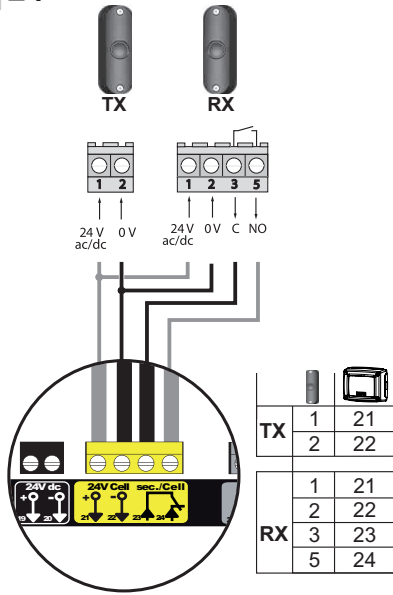 TX RX
1 2 1 2 3 5
24 V ac/dc 0 V 24 V ac/dc 0 V C NO
24V dc 24V Cell sec./Cell
+ - + -
19 20 21 22 23 24
TX 1 21
2 22
RX 1 21
2 22
3 23
5 24